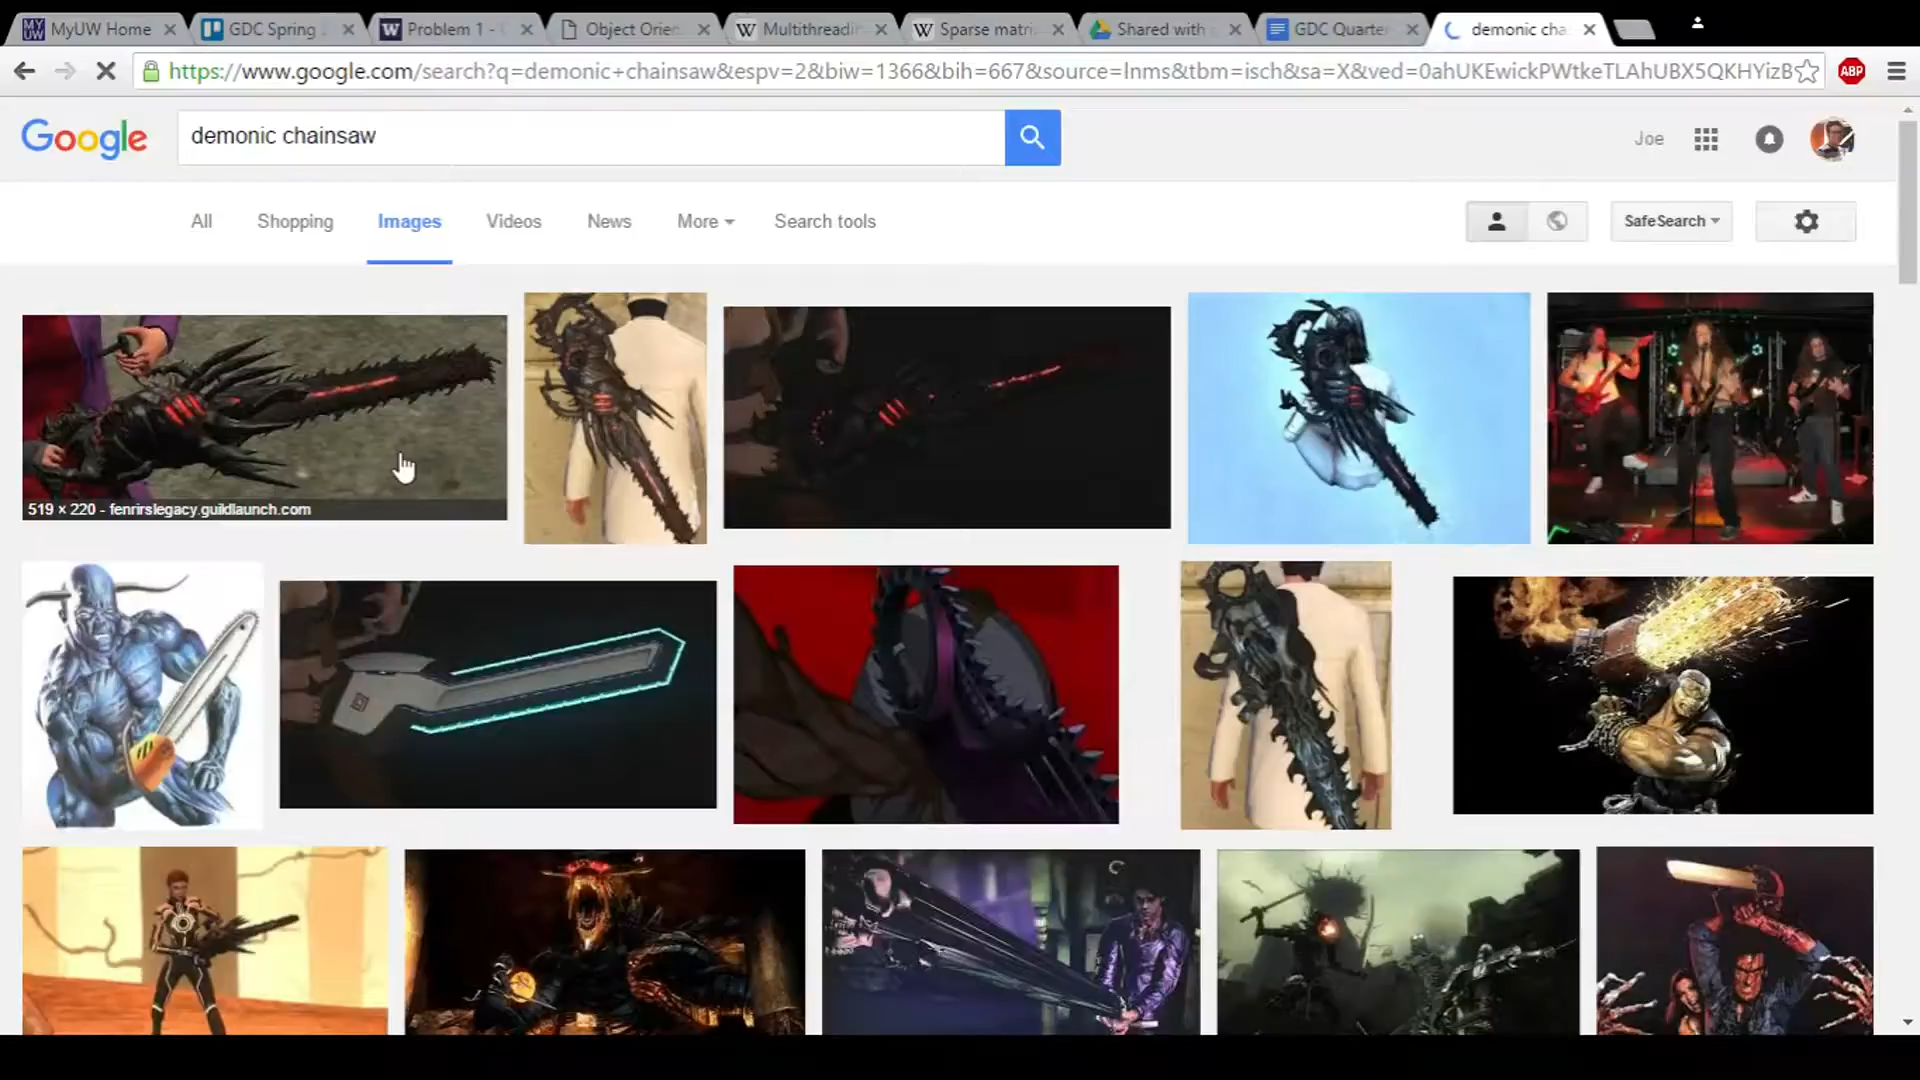 MyUW Home
GDC Spring
Problem 1 -
Object Orien
Multithreadin
Sparse matri
Shared with
GDC Quarte
demonic cha
https://www.google.com/search?q=demonic+chainsaw&espv=2&biw=1366&bih=667&source=lnms&tbm=isch&sa=X&ved=0ahUKEwickPWtkeTLAhUBX5QKHYizB
ABP
Google
demonic chainsaw
Joe
All
Shopping
Images
Videos
News
More
Search tools
SafeSearch
519 × 220 - fenrirslegacy.guildlaunch.com